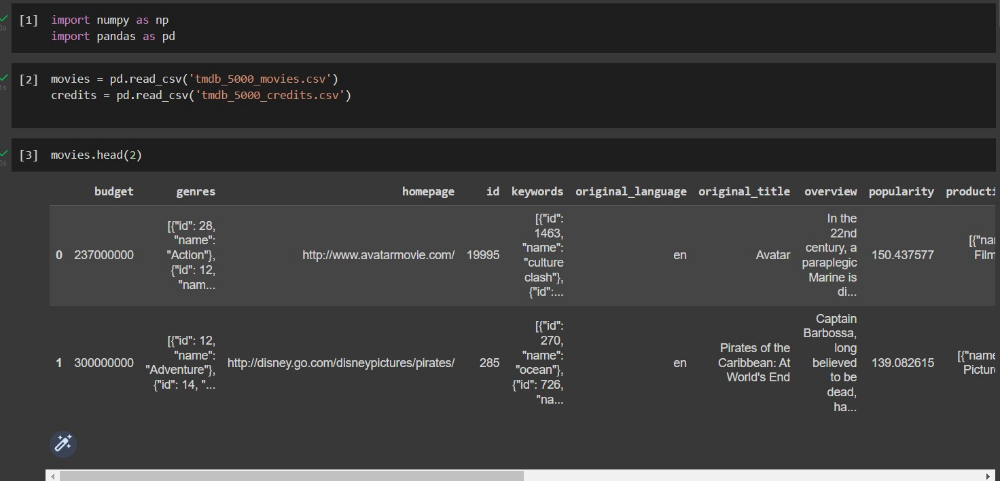 [1] import numpy as np
import pandas as pd
[2] movies = pd.read_csv('tmdb_5000_movies.csv')
credits = pd.read_csv('tmdb_5000_credits.csv')
[3] movies.head(2)
budget genres homepage id keywords original_language original_title overview popularity producti
0 237000000 [{"id": 28, "name": "Action"}, {"id": 12, "nam... http://www.avatarmovie.com/ 19995 [{"id": 1463, "name": "culture clash"}, {"id":... en Avatar In the 22nd century, a paraplegic Marine is di... 150.437577 [{"nar Film
1 300000000 [{"id": 12, "name": "Adventure"}, {"id": 14, "... http://disney.go.com/disneypictures/pirates/ 285 [{"id": 270, "name": "ocean"}, {"id": 726, "na... en Pirates of the Caribbean: At World's End Captain Barbossa, long believed to be dead, ha... 139.082615 [{"name Pictur